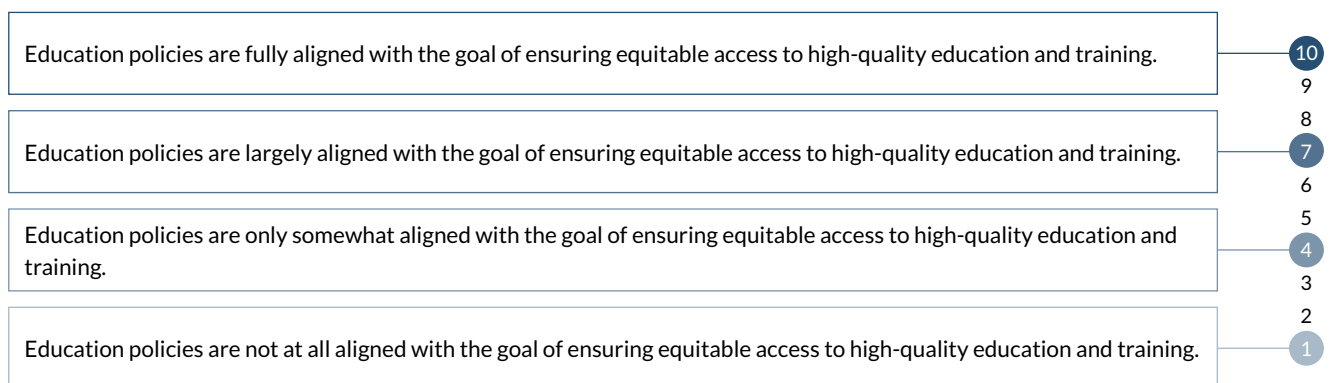 Education policies are fully aligned with the goal of ensuring equitable access to high-quality education and training.
10
9
8
Education policies are largely aligned with the goal of ensuring equitable access to high-quality education and training.
7
6
5
Education policies are only somewhat aligned with the goal of ensuring equitable access to high-quality education and
training.
4
3
2
Education policies are not at all aligned with the goal of ensuring equitable access to high-quality education and training.
1